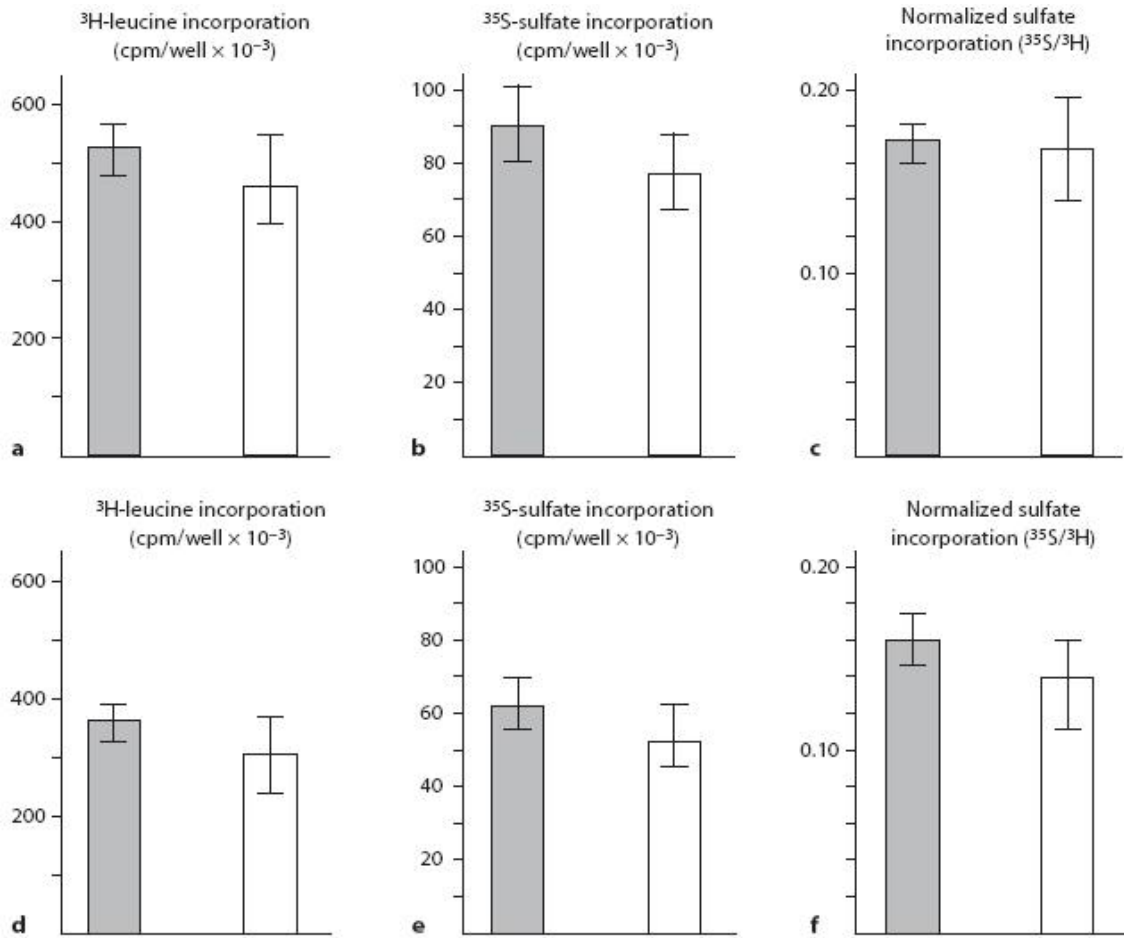 ³H-leucine incorporation
(cpm/well × 10⁻³)
600
400
200
a
³⁵S-sulfate incorporation
(cpm/well × 10⁻³)
100
80
60
40
20
b
Normalized sulfate
incorporation (³⁵S/³H)
0.20
0.10
c
³H-leucine incorporation
(cpm/well × 10⁻³)
600
400
200
d
³⁵S-sulfate incorporation
(cpm/well × 10⁻³)
100
80
60
40
20
e
Normalized sulfate
incorporation (³⁵S/³H)
0.20
0.10
f